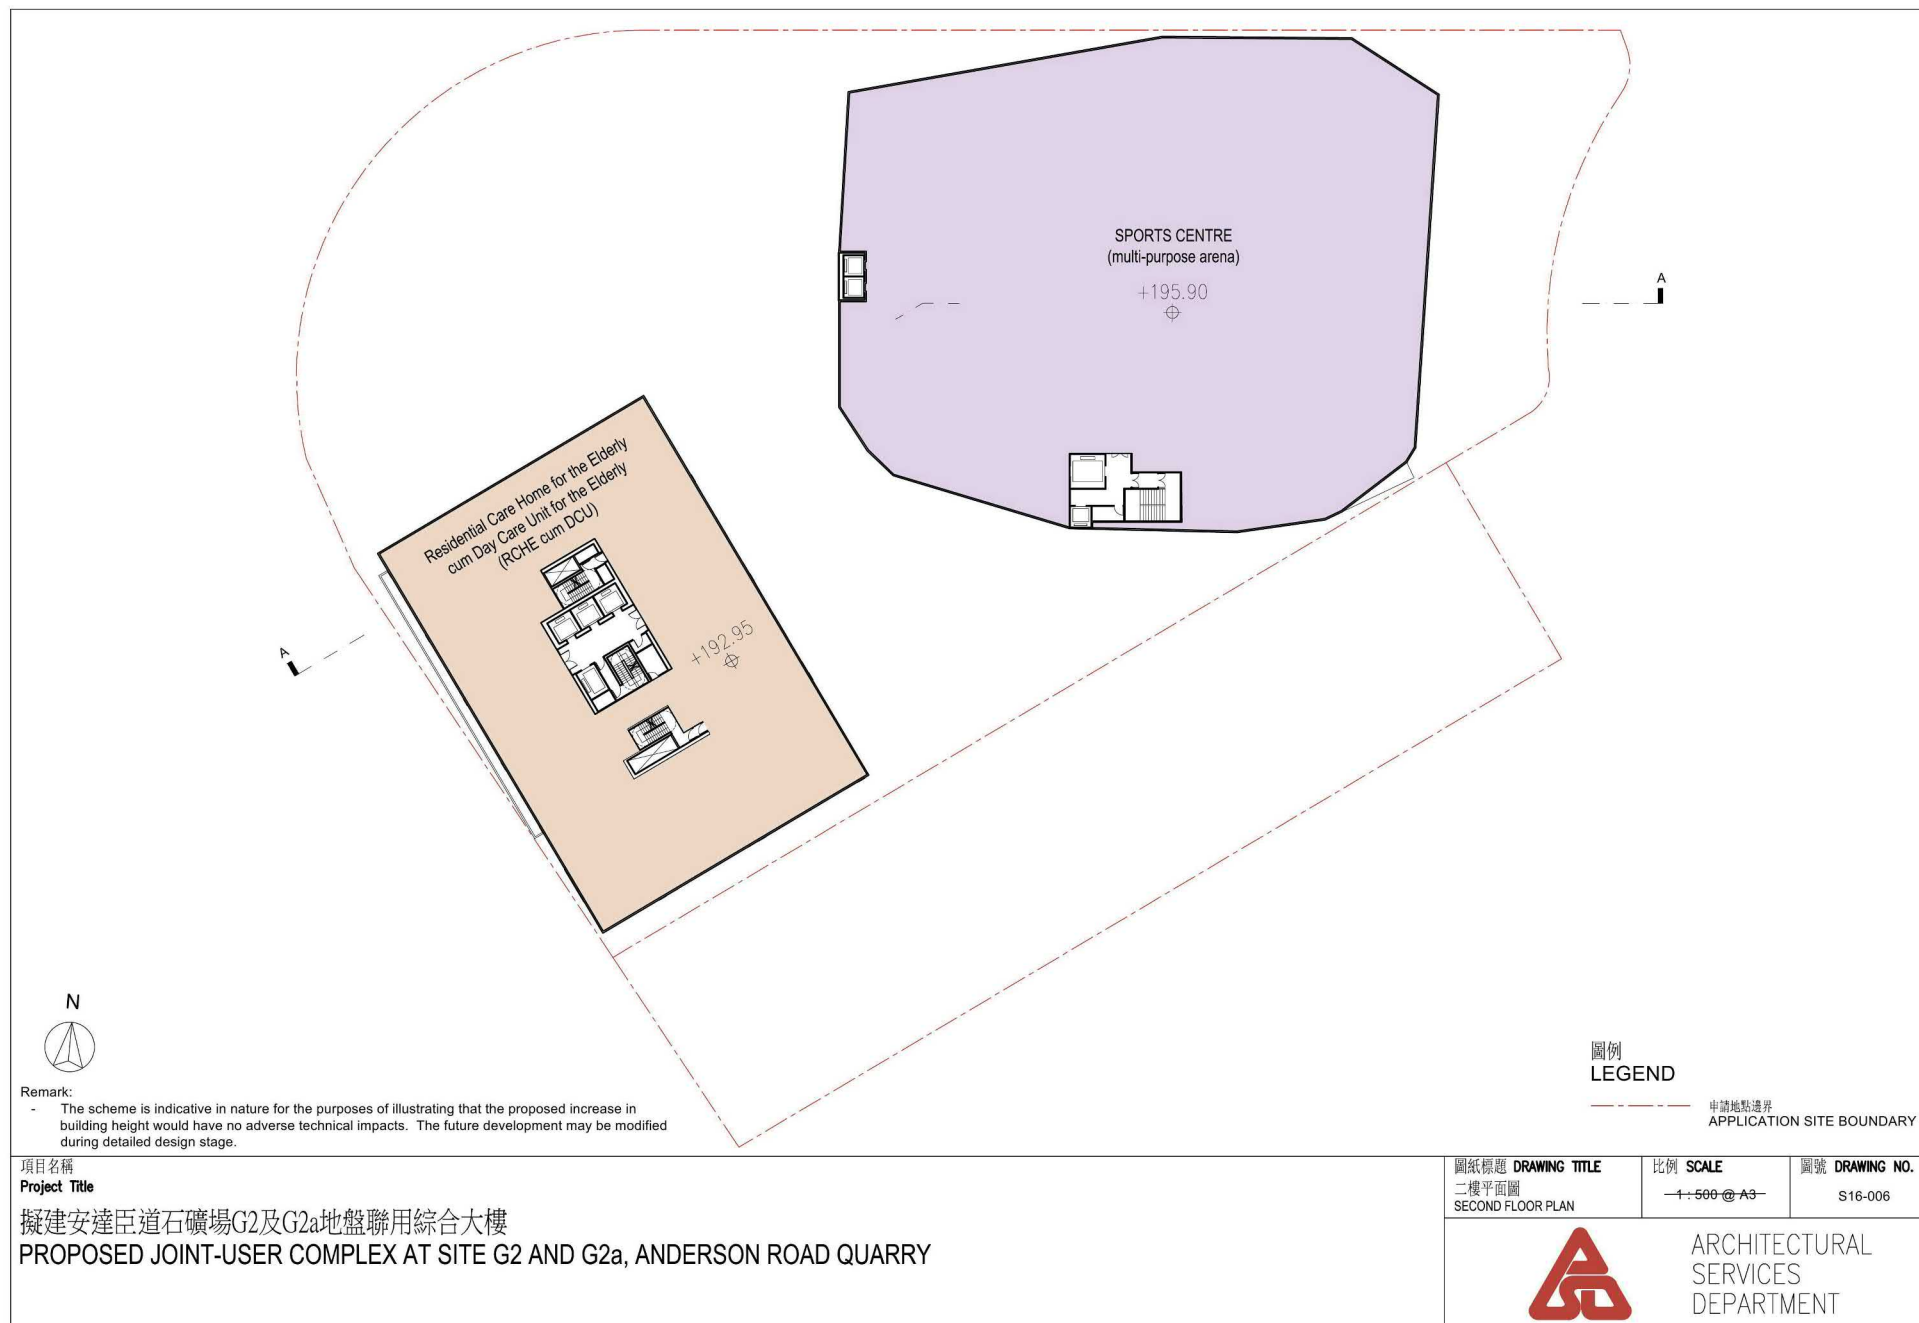 SPORTS CENTRE
(multi-purpose arena)
+195.90
A
Residential Care Home for the Elderly
cum Day Care Unit for the Elderly
(RCHE cum DCU)
+192.95
A
N
Remark:
- The scheme is indicative in nature for the purposes of illustrating that the proposed increase in
building height would have no adverse technical impacts. The future development may be modified
during detailed design stage.
圖例
LEGEND
申請地點邊界
APPLICATION SITE BOUNDARY
項目名稱
Project Title
擬建安達臣道石礦場G2及G2a地盤聯用綜合大樓
PROPOSED JOINT-USER COMPLEX AT SITE G2 AND G2a, ANDERSON ROAD QUARRY
圖紙標題 DRAWING TITLE
二樓平面圖
SECOND FLOOR PLAN
比例 SCALE
1 : 500 @ A3
圖號 DRAWING NO.
S16-006
ARCHITECTURAL
SERVICES
DEPARTMENT